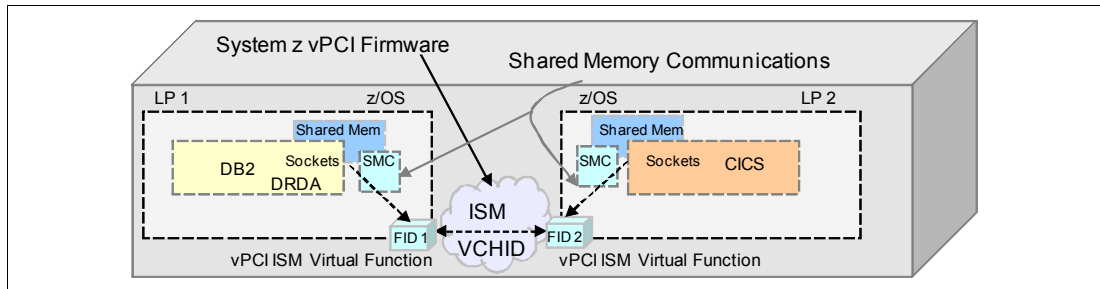 System z vPCI Firmware
Shared Memory Communications
LP 1
z/OS
Shared Mem
Sockets
SMC
DB2
DRDA
z/OS
LP 2
Shared Mem
SMC
Sockets
CICS
ISM
VCHID
FID 1
FID 2
vPCI ISM Virtual Function
vPCI ISM Virtual Function